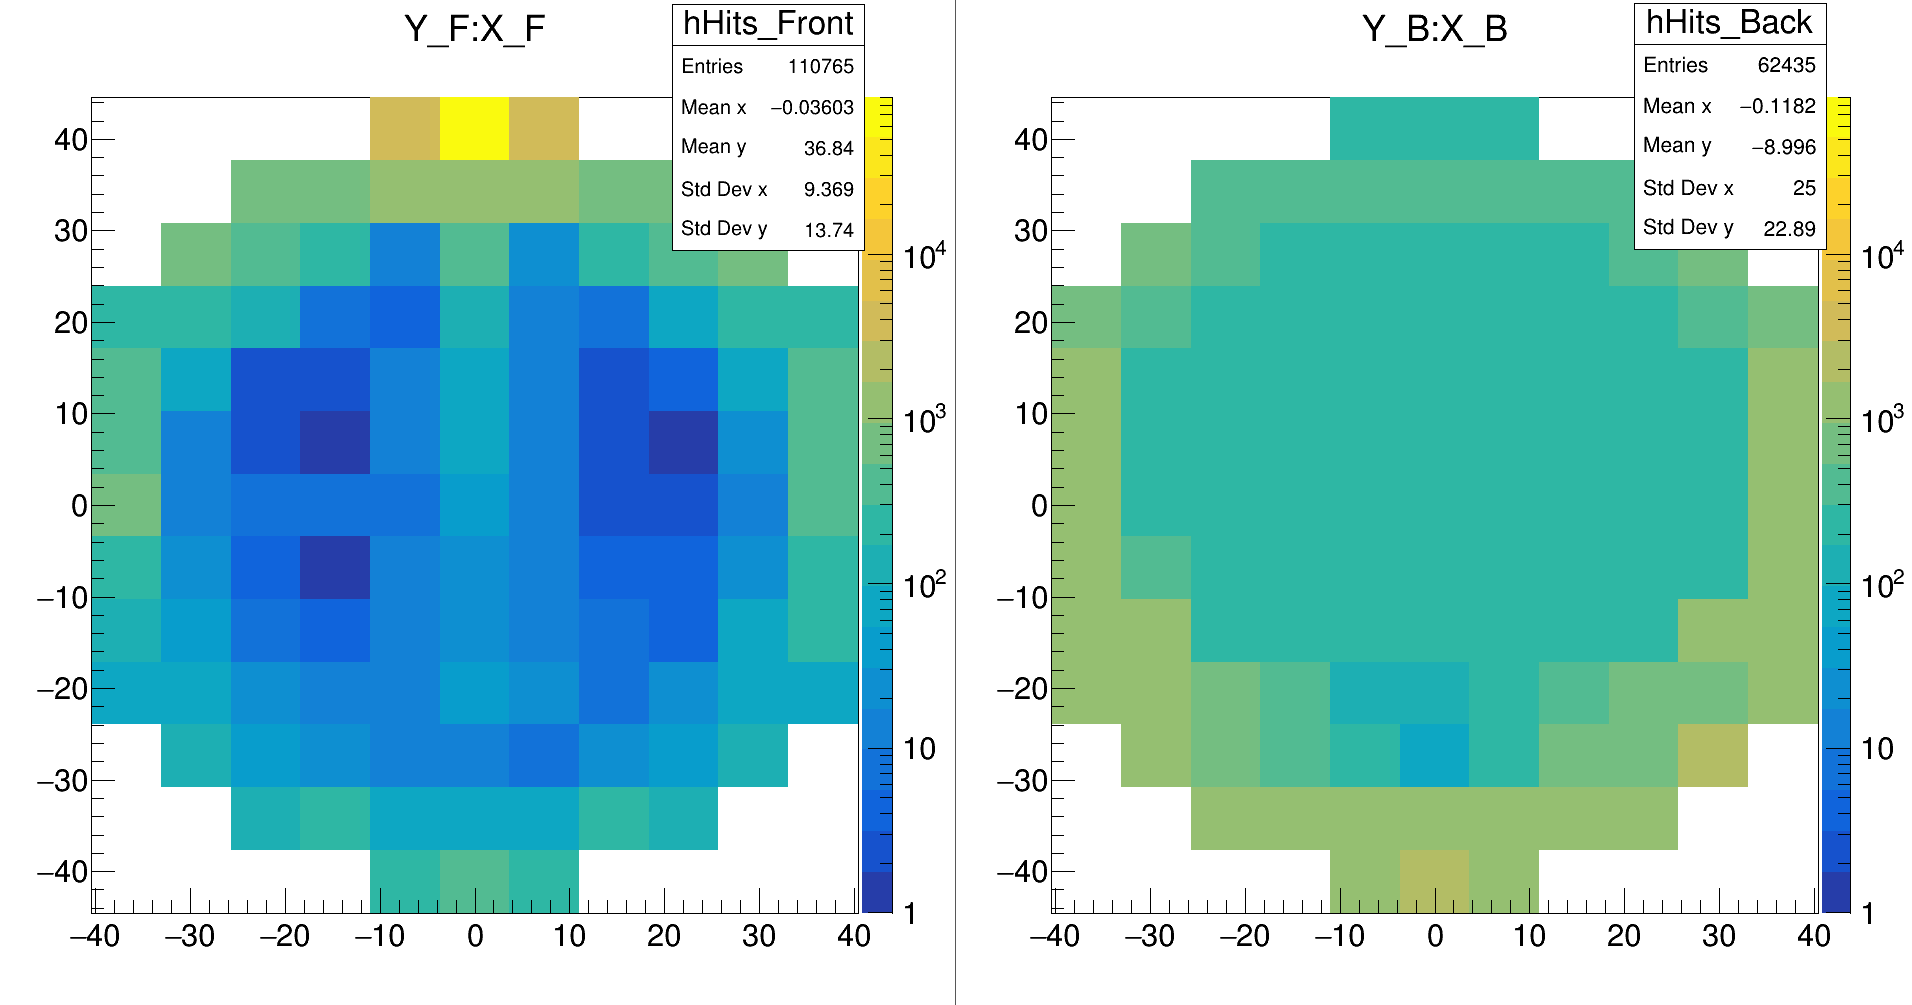 Y_F:X_F
hHits_Front
Entries 110765
Mean x −0.03603
Mean y 36.84
Std Dev x 9.369
Std Dev y 13.74
40
30
20
10
0
−10
−20
−30
−40
−40 −30 −20 −10 0 10 20 30 40
10^4
10^3
10^2
10
1
Y_B:X_B
hHits_Back
Entries 62435
Mean x −0.1182
Mean y −8.996
Std Dev x 25
Std Dev y 22.89
40
30
20
10
0
−10
−20
−30
−40
−40 −30 −20 −10 0 10 20 30 40
10^4
10^3
10^2
10
1